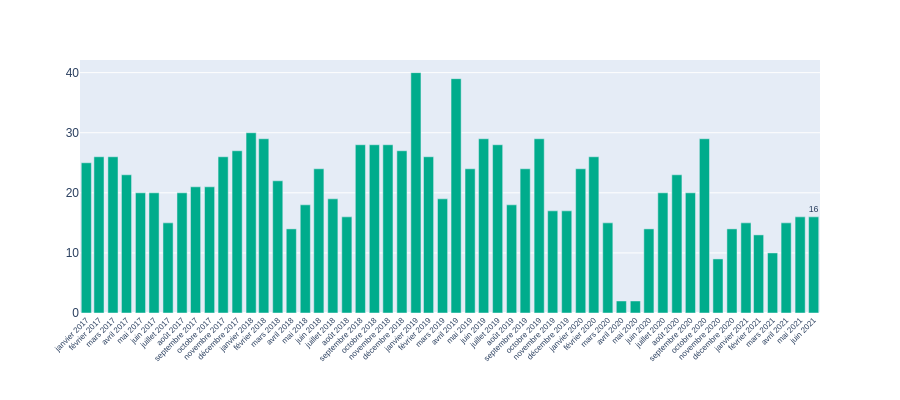 40
30
20
10
0
16
janvier 2017
février 2017
mars 2017
avril 2017
mai 2017
juin 2017
juillet 2017
août 2017
septembre 2017
octobre 2017
novembre 2017
décembre 2017
janvier 2018
février 2018
mars 2018
avril 2018
mai 2018
juin 2018
juillet 2018
août 2018
septembre 2018
octobre 2018
novembre 2018
décembre 2018
janvier 2019
février 2019
mars 2019
avril 2019
mai 2019
juin 2019
juillet 2019
août 2019
septembre 2019
octobre 2019
novembre 2019
décembre 2019
janvier 2020
février 2020
mars 2020
avril 2020
mai 2020
juin 2020
juillet 2020
août 2020
septembre 2020
octobre 2020
novembre 2020
décembre 2020
janvier 2021
février 2021
mars 2021
avril 2021
mai 2021
juin 2021